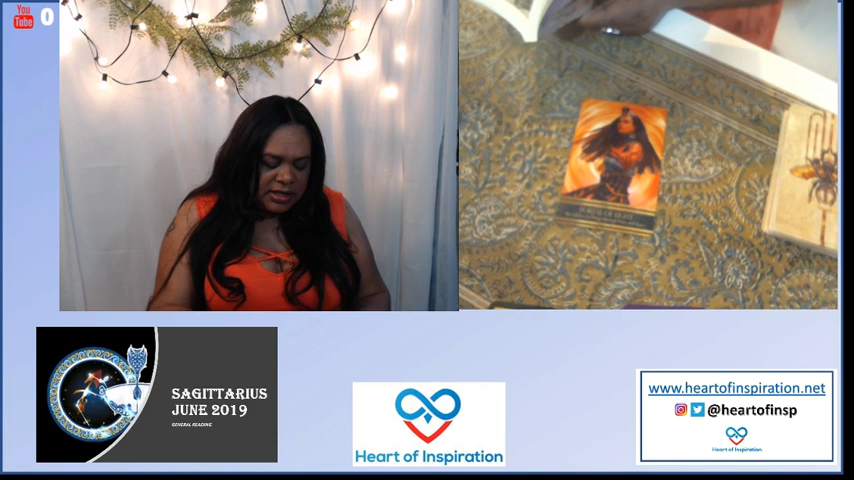 You
Tube
0
SAGITTARIUS
JUNE 2019
GENERAL READING
Heart of Inspiration
www.heartofinspiration.net
@heartofinsp
Heart of Inspiration